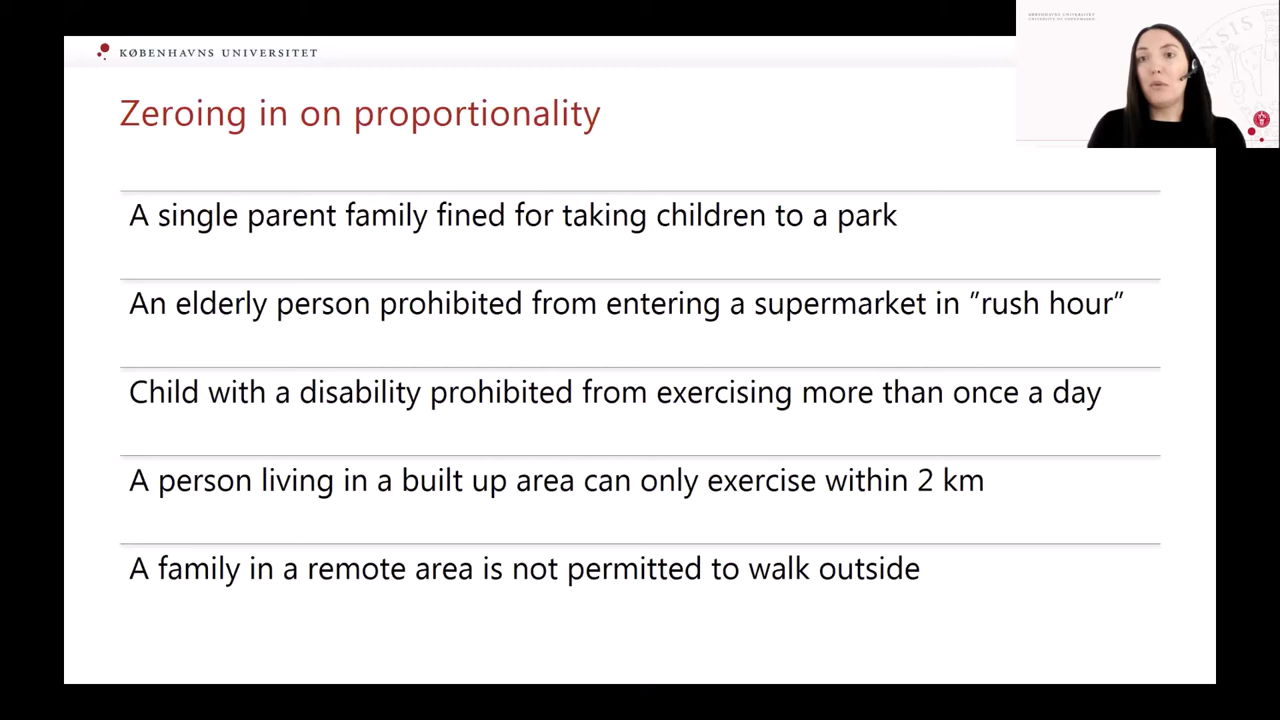 KØBENHAVNS UNIVERSITET
Zeroing in on proportionality
A single parent family fined for taking children to a park
An elderly person prohibited from entering a supermarket in ”rush hour”
Child with a disability prohibited from exercising more than once a day
A person living in a built up area can only exercise within 2 km
A family in a remote area is not permitted to walk outside
KØBENHAVNS UNIVERSITET